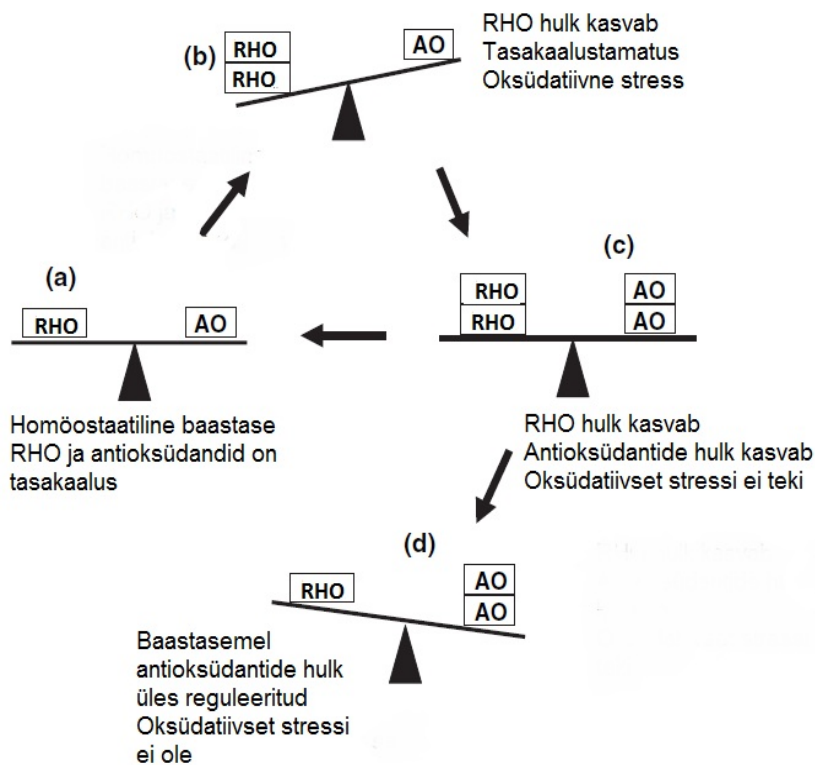 (b)
RHO
RHO
AO
RHO hulk kasvab
Tasakaalustamatus
Oksüdatiivne stress
(a)
RHO
AO
Homöostaatiline baastase
RHO ja antioksüdandid on
tasakaalus
(c)
RHO
RHO
AO
AO
RHO hulk kasvab
Antioksüdantide hulk kasvab
Oksüdatiivset stressi ei teki
(d)
RHO
AO
AO
Baastasemel
antioksüdantide hulk
üles reguleeritud
Oksüdatiivset stressi
ei ole